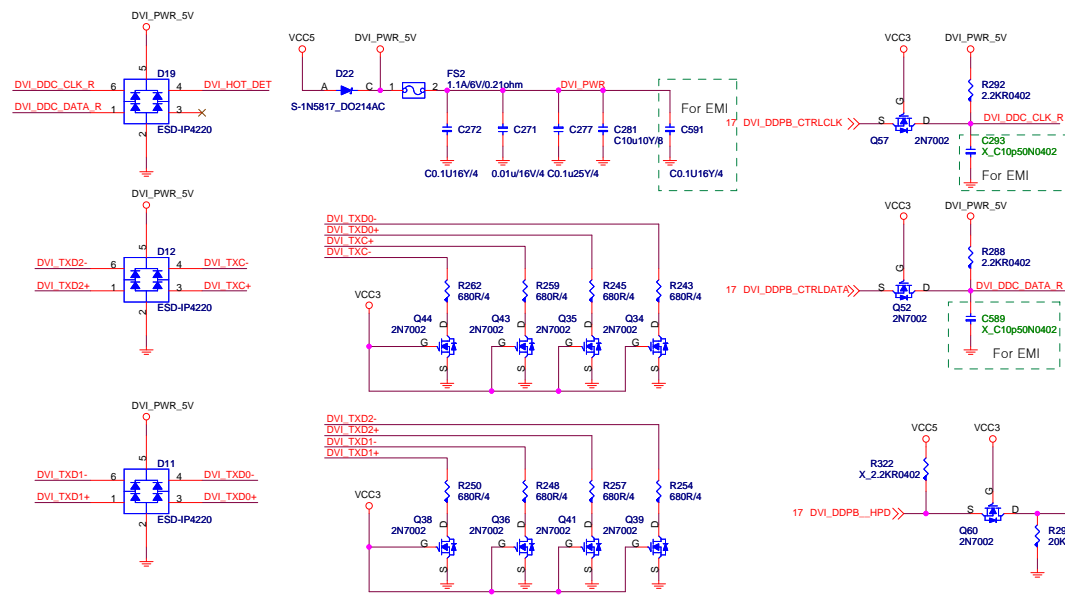 DVI_PWR_5V
D19
5
DVI_DDC_CLK_R 6 4 DVI_HOT_DET
DVI_DDC_DATA_R 1 3
2
ESD-IP4220
VCC5
DVI_PWR_5V
D22
A C
S-1N5817_DO214AC
FS2
1.1A/6V/0.21ohm
1 2
DVI_PWR
C272
C0.1U16Y/4
C271
0.01u/16V/4
C277
C0.1u25Y/4
C281
C10u10Y/8
For EMI
C591
C0.1U16Y/4
VCC3
DVI_PWR_5V
R292
2.2KR0402
G
17 DVI_DDPB_CTRLCLK S D DVI_DDC_CLK_R
Q57 2N7002
C293
X_C10p50N0402
For EMI
DVI_PWR_5V
D12
5
DVI_TXD2- 6 4 DVI_TXC-
DVI_TXD2+ 1 3 DVI_TXC+
2
ESD-IP4220
DVI_TXD0-
DVI_TXD0+
DVI_TXC+
DVI_TXC-
R262
680R/4
R259
680R/4
R245
680R/4
R243
680R/4
VCC3
Q44
2N7002
D
G
S
Q43
2N7002
D
G
S
Q35
2N7002
D
G
S
Q34
2N7002
D
G
S
VCC3
DVI_PWR_5V
R288
2.2KR0402
G
17 DVI_DDPB_CTRLDATA S D DVI_DDC_DATA_R
Q52
2N7002
C589
X_C10p50N0402
For EMI
DVI_PWR_5V
D11
5
DVI_TXD1- 6 4 DVI_TXD0-
DVI_TXD1+ 1 3 DVI_TXD0+
2
ESD-IP4220
DVI_TXD2-
DVI_TXD2+
DVI_TXD1-
DVI_TXD1+
R250
680R/4
R248
680R/4
R257
680R/4
R254
680R/4
VCC3
Q38
2N7002
D
G
S
Q36
2N7002
D
G
S
Q41
2N7002
D
G
S
Q39
2N7002
D
G
S
VCC5
VCC3
R322
X_2.2KR0402
G
17 DVI_DDPB__HPD S D
Q60
2N7002